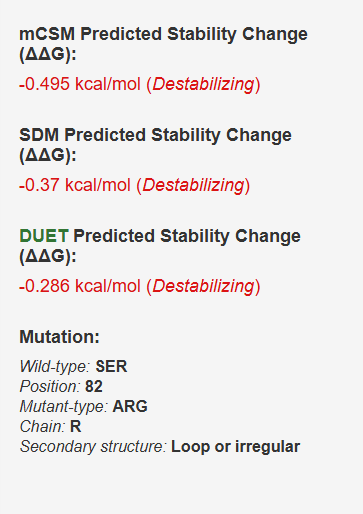 mCSM Predicted Stability Change
(ΔΔG):
-0.495 kcal/mol (Destabilizing)
SDM Predicted Stability Change
(ΔΔG):
-0.37 kcal/mol (Destabilizing)
DUET Predicted Stability Change
(ΔΔG):
-0.286 kcal/mol (Destabilizing)
Mutation:
Wild-type: SER
Position: 82
Mutant-type: ARG
Chain: R
Secondary structure: Loop or irregular